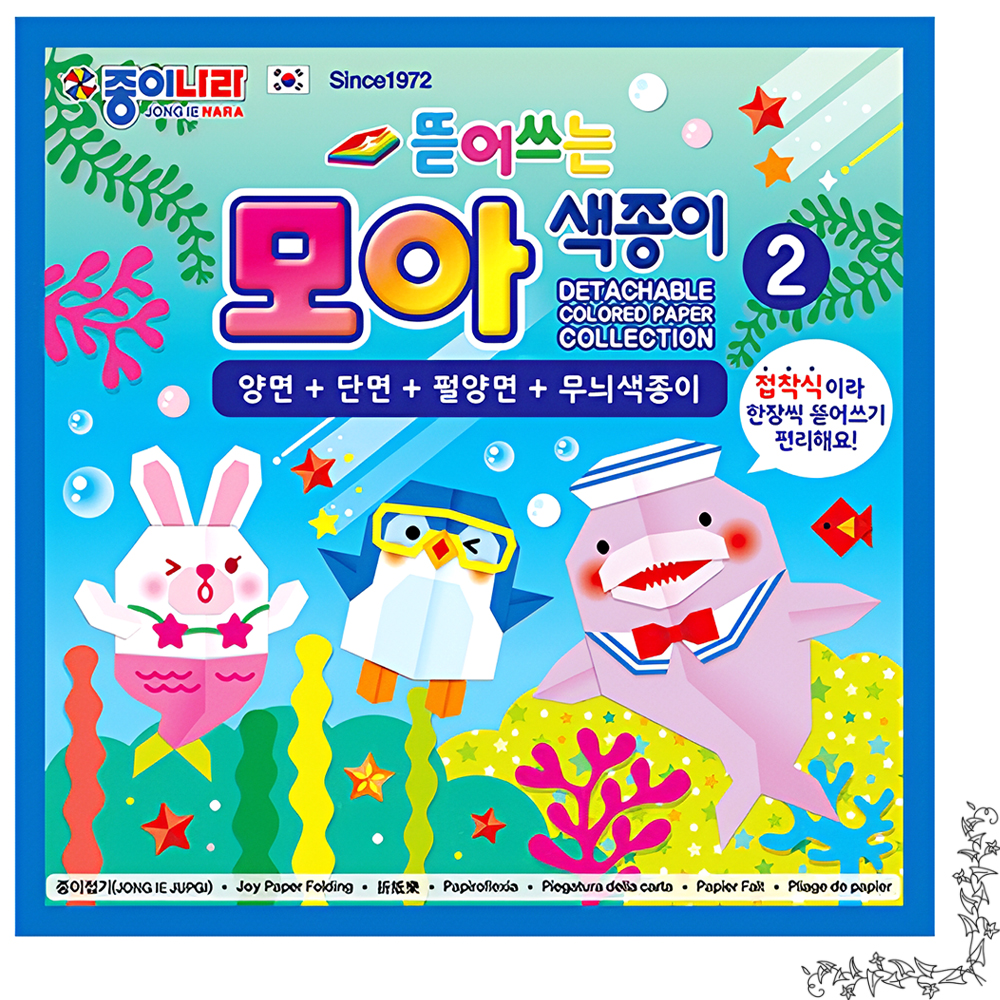 종이나라
JONG IE NARA
Since1972
뜯어쓰는
모아 색종이
2
DETACHABLE
COLORED PAPER
COLLECTION
양면 + 단면 + 펄양면 + 무늬색종이
접착식이라
한장씩 뜯어쓰기
편리해요!
종이접기(JONG IE JUPGI) • Joy Paper Folding • 折紙樂 • Papiroflexia • Piegatura della carta • Papier Falt • Pliage de papier